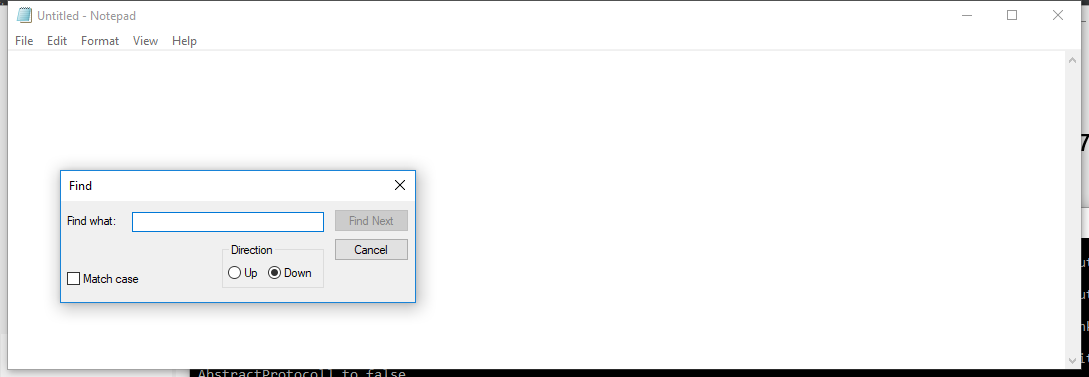 Untitled - Notepad
File Edit Format View Help
7
Find
Find what:
Find Next
Direction
Cancel
Up Down
Match case
AbstractProtocol] to false